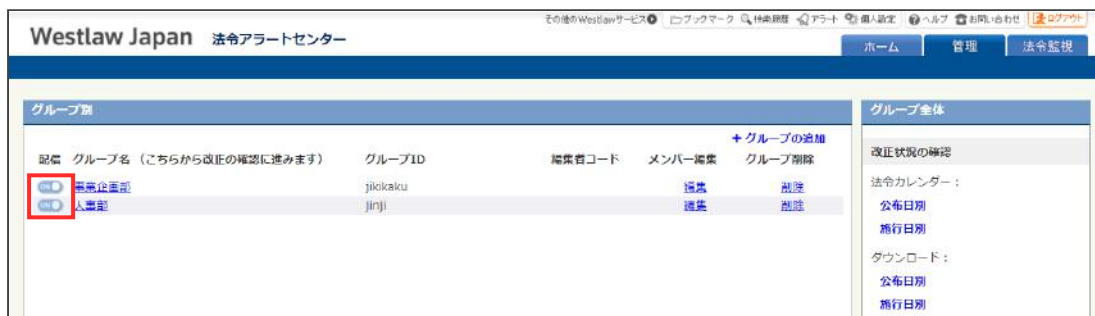 その他のWestlawサービス ブックマーク 検索履歴 アラート 個人設定 ヘルプ お問い合わせ ログアウト
Westlaw Japan 法令アラートセンター
ホーム 管理 法令監視
グループ別
+ グループの追加
配信 グループ名 (こちらから改正の確認に進みます) グループID 編集者コード メンバー編集 グループ削除
ON 事業企画部 jikikaku 編集 削除
ON 人事部 jinji 編集 削除
グループ全体
改正状況の確認
法令カレンダー:
公布日別
施行日別
ダウンロード:
公布日別
施行日別